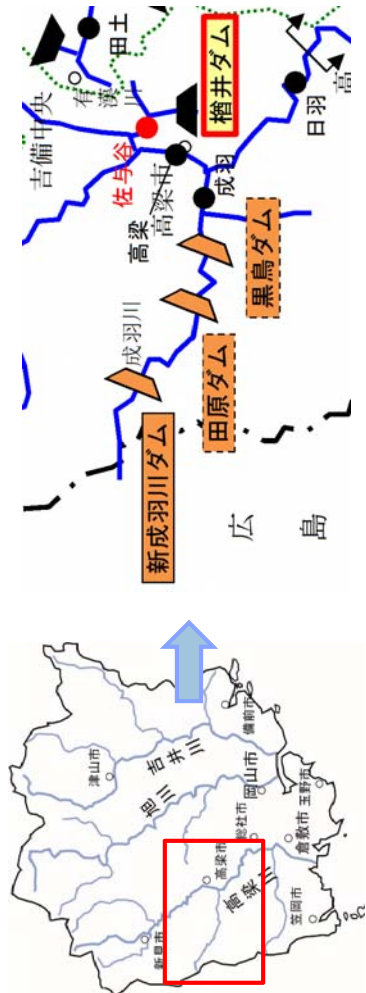 吉備中央
有漢川
田土
佐与谷
高梁市
高梁
楢井ダム
成羽
日羽
高
成羽川
黒鳥ダム
田原ダム
新成羽川ダム
広島
津山市
吉井川
旭川
備前市
新見市
高梁市
総社市
岡山市
高梁川
倉敷市
玉野市
笠岡市